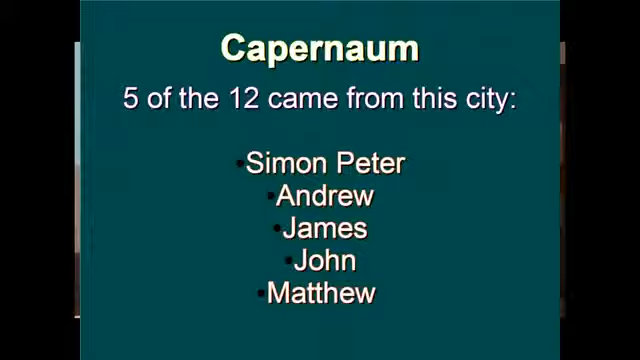 Capernaum
5 of the 12 came from this city:
•Simon Peter
•Andrew
•James
•John
•Matthew